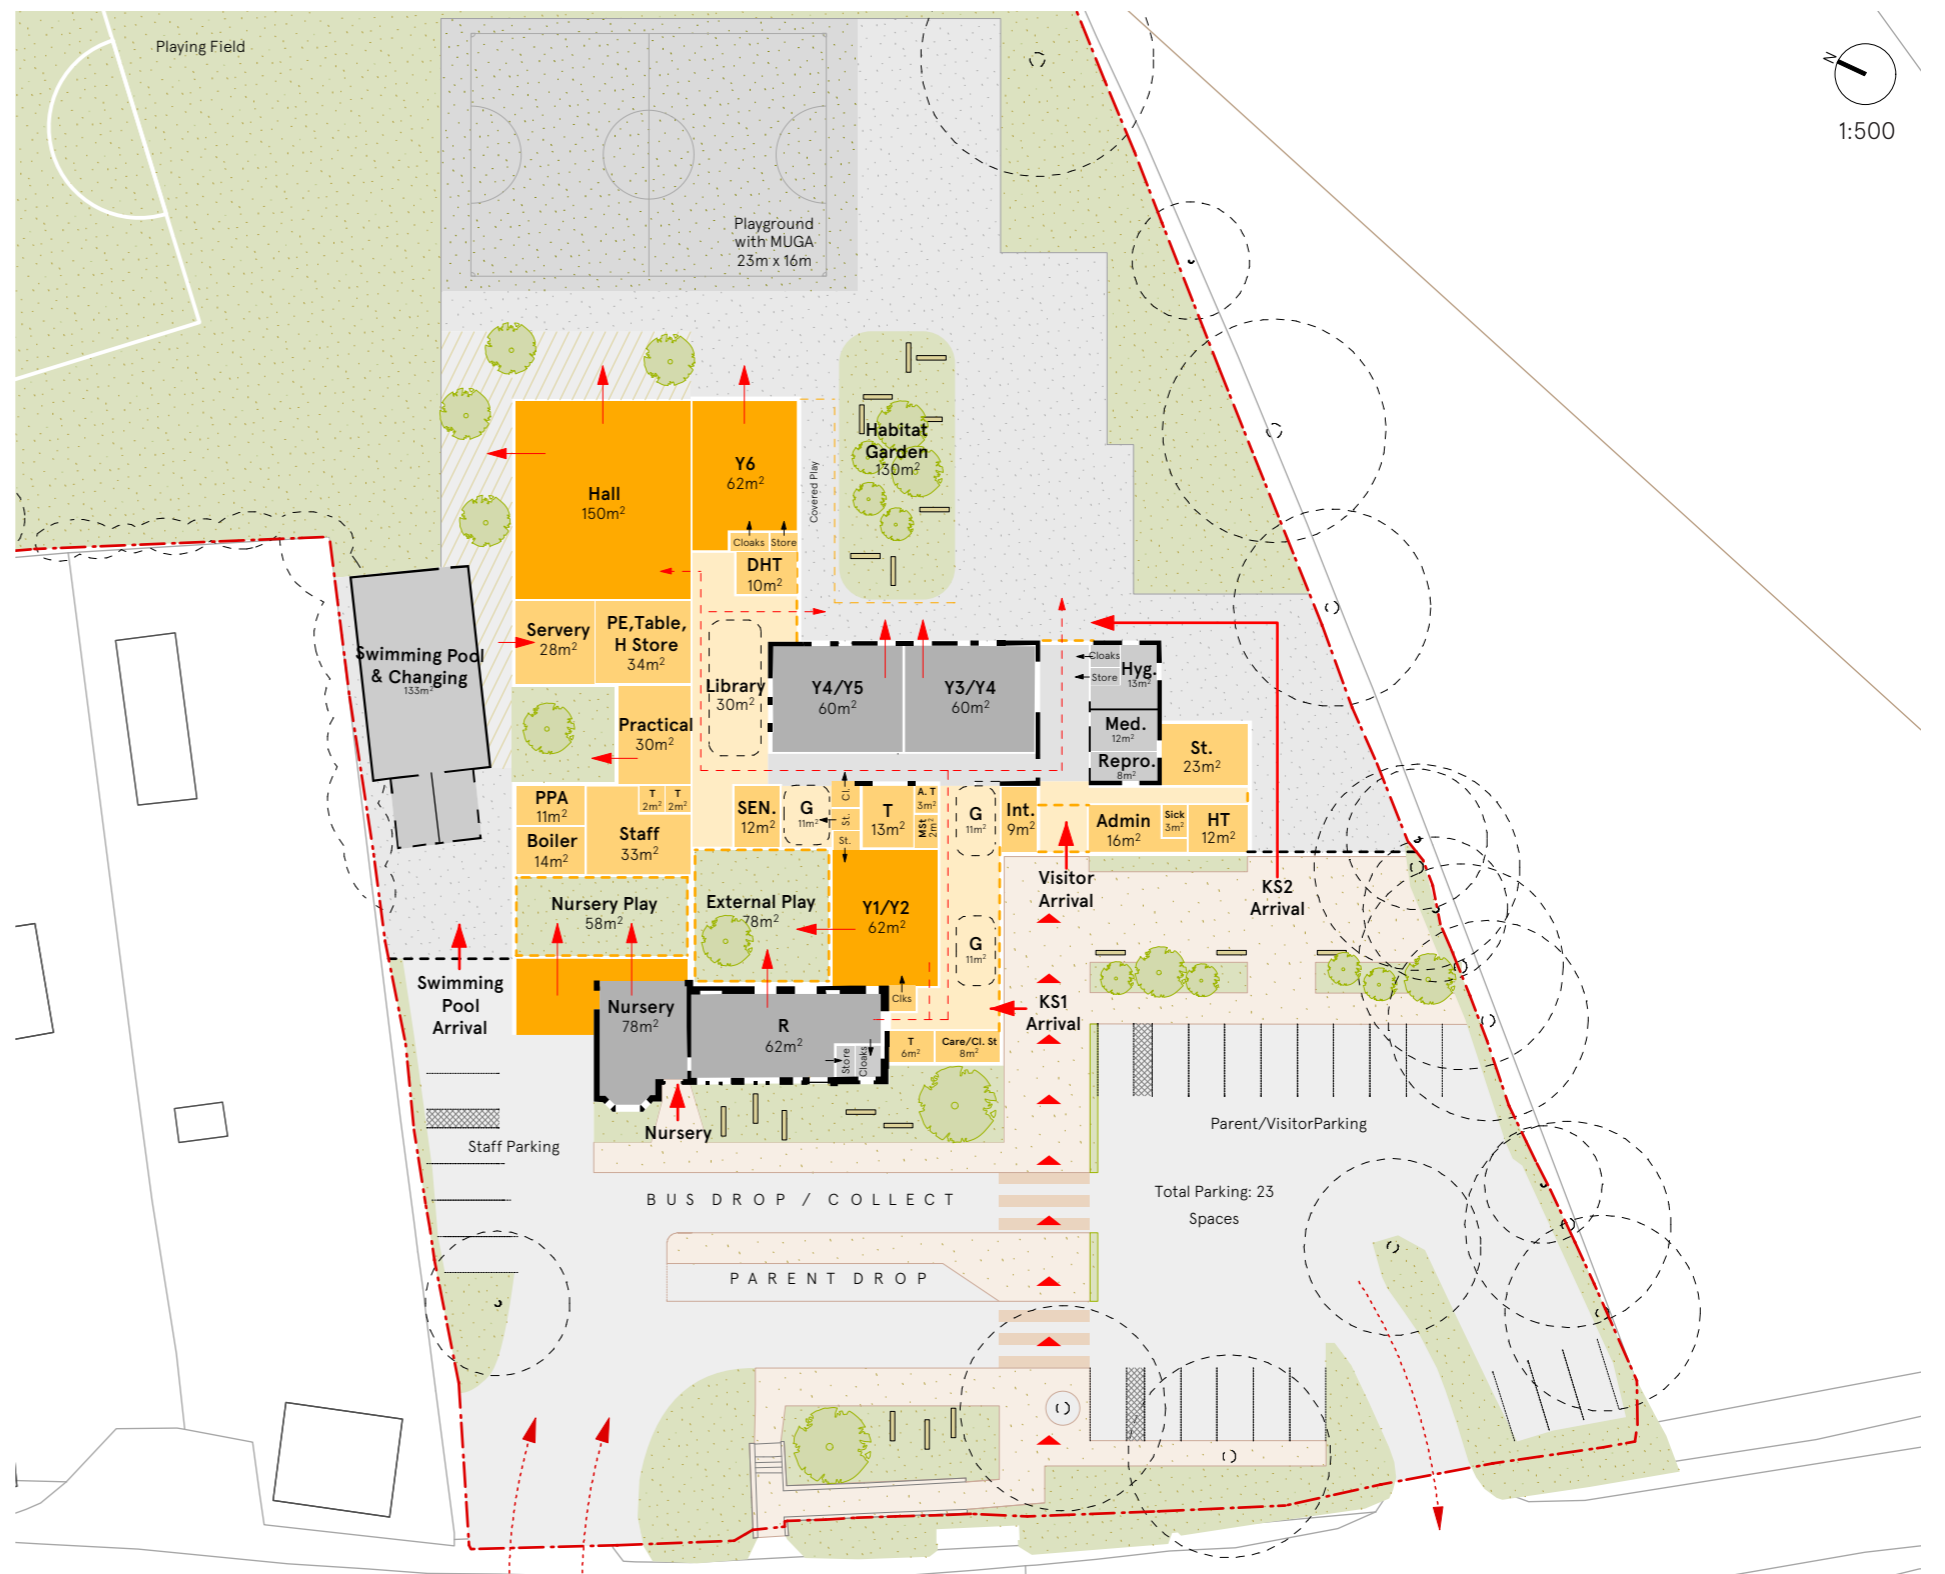 Playing Field
N
1:500
Playground
with MUGA
23m x 16m
Habitat
Garden
130m²
Covered Play
Hall
150m²
Y6
62m²
Cloaks
Store
DHT
10m²
Servery
28m²
PE,Table,
H Store
34m²
Swimming Pool
& Changing
133m²
Library
30m²
Y4/Y5
60m²
Y3/Y4
60m²
Cloaks
Store
Hyg.
13m²
Med.
12m²
Repro.
8m²
St.
23m²
Practical
30m²
PPA
11m²
T
2m²
T
2m²
Boiler
14m²
Staff
33m²
SEN.
12m²
G
11m²
Cl.
St.
St.
T
13m²
A. T
3m²
MSt
2m²
G
11m²
Int.
9m²
Admin
16m²
Sick
3m²
HT
12m²
Visitor
Arrival
KS2
Arrival
Nursery Play
58m²
External Play
78m²
Y1/Y2
62m²
G
11m²
Swimming
Pool
Arrival
Nursery
78m²
R
62m²
Store
Cloaks
Clks
KS1
Arrival
T
6m²
Care/Cl. St
8m²
Nursery
Staff Parking
Parent/VisitorParking
BUS DROP / COLLECT
Total Parking: 23
Spaces
PARENT DROP